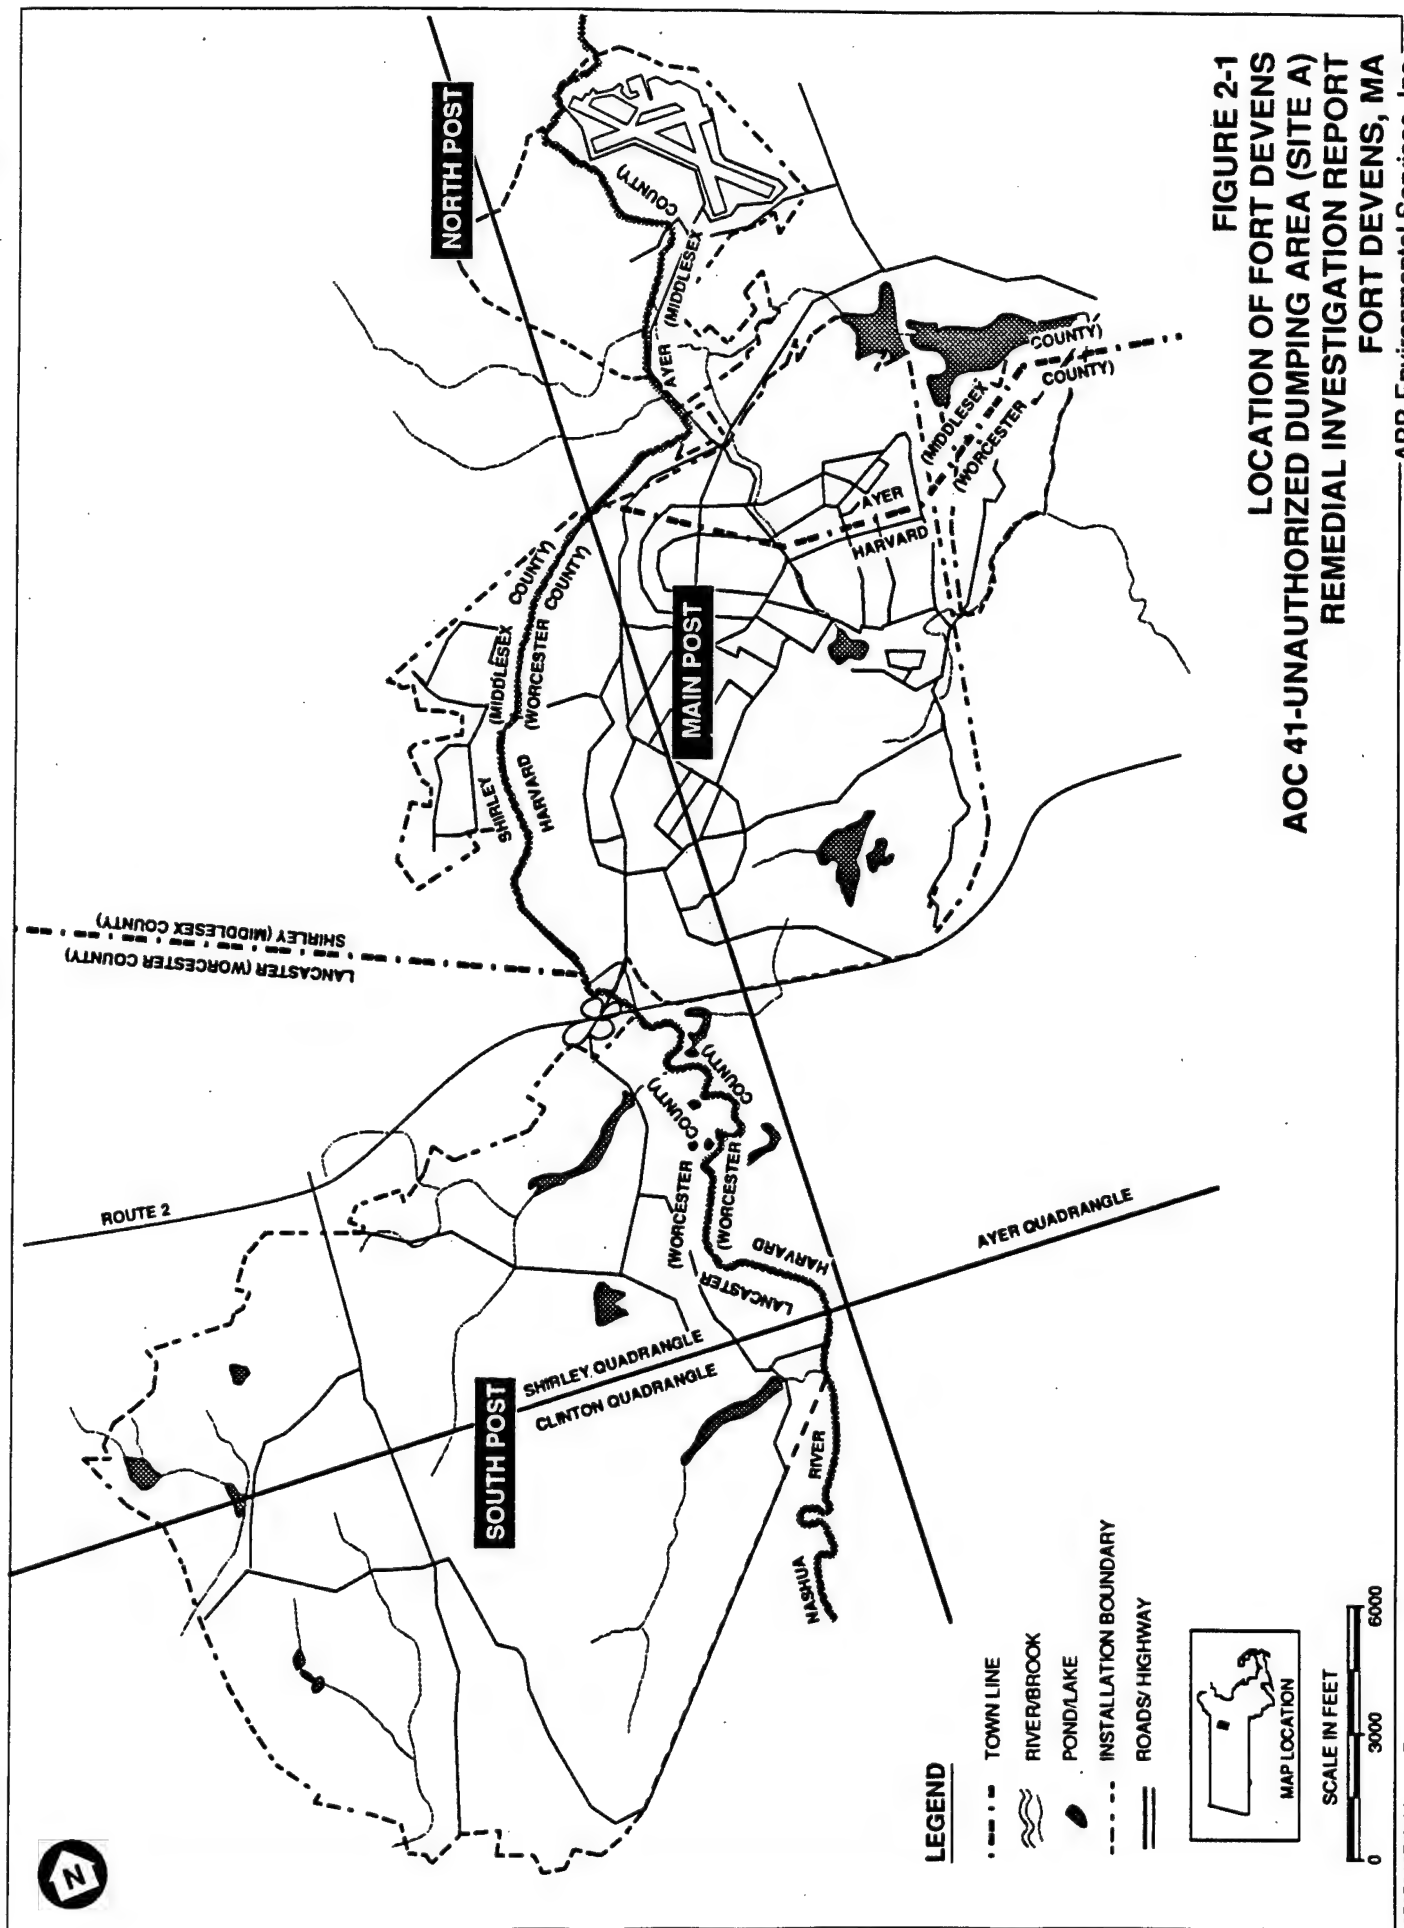 N
NORTH POST
COUNTY)
(MIDDLESEX
AYER
SHIRLEY (MIDDLESEX COUNTY)
LANCASTER (WORCESTER COUNTY)
(MIDDLESEX COUNTY)
(WORCESTER COUNTY)
SHIRLEY
HARVARD
MAIN POST
AYER
HARVARD
(MIDDLESEX
COUNTY)
(WORCESTER
COUNTY)
ROUTE 2
(WORCESTER
COUNTY)
(WORCESTER
COUNTY)
LANCASTER
HARVARD
AYER QUADRANGLE
SHIRLEY QUADRANGLE
CLINTON QUADRANGLE
SOUTH POST
NASHUA
RIVER
LEGEND
TOWN LINE
RIVER/BROOK
POND/LAKE
INSTALLATION BOUNDARY
ROADS/ HIGHWAY
MAP LOCATION
SCALE IN FEET
0 3000 6000
FIGURE 2-1
LOCATION OF FORT DEVENS
AOC 41-UNAUTHORIZED DUMPING AREA (SITE A)
REMEDIAL INVESTIGATION REPORT
FORT DEVENS, MA